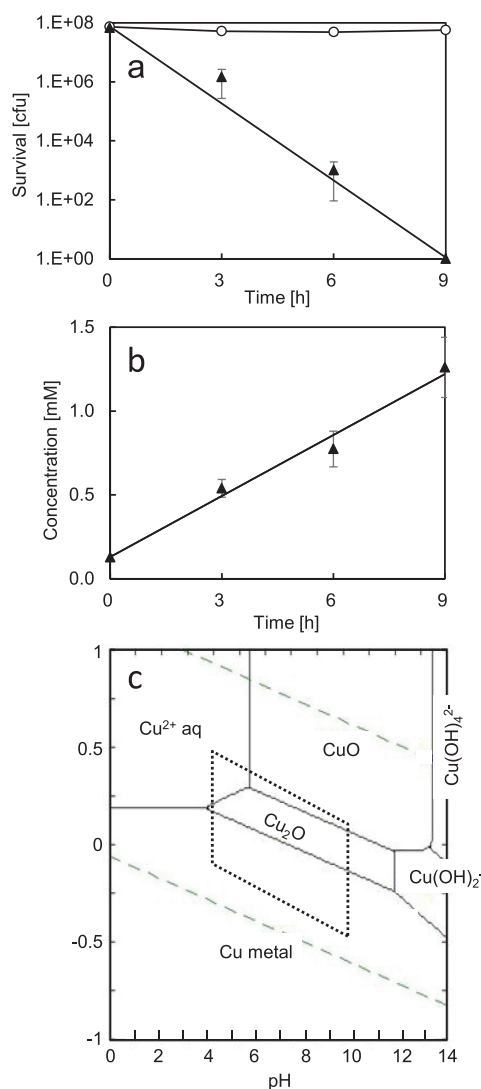 1.E+08
a
1.E+06
1.E+04
1.E+02
1.E+00
Survival [cfu]
0 3 6 9
Time [h]
1.5
b
1.0
0.5
0.0
Concentration [mM]
0 3 6 9
Time [h]
1
c
Cu²⁺ aq
CuO
Cu(OH)₄²⁻
0.5
Cu₂O
0
Cu(OH)₂⁻
-0.5
Cu metal
-1
0 2 4 6 8 10 12 14
pH